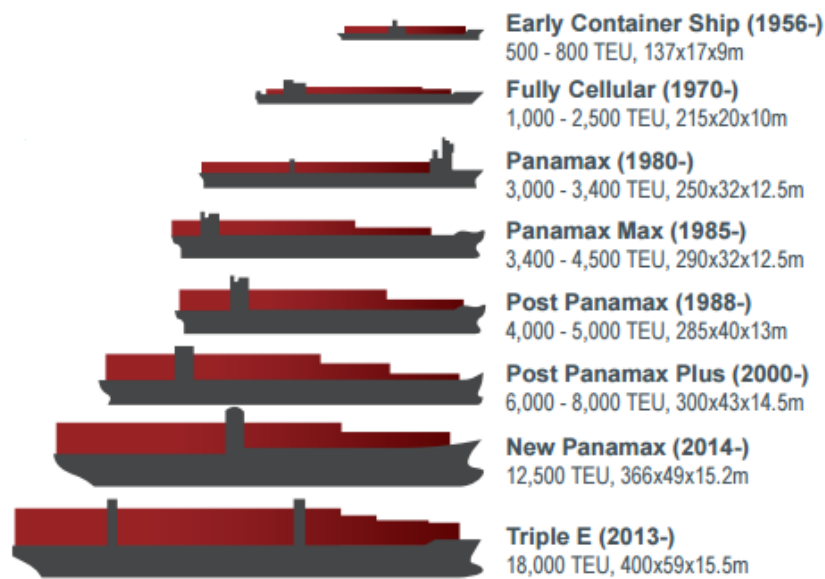 Early Container Ship (1956-)
500 - 800 TEU, 137x17x9m
Fully Cellular (1970-)
1,000 - 2,500 TEU, 215x20x10m
Panamax (1980-)
3,000 - 3,400 TEU, 250x32x12.5m
Panamax Max (1985-)
3,400 - 4,500 TEU, 290x32x12.5m
Post Panamax (1988-)
4,000 - 5,000 TEU, 285x40x13m
Post Panamax Plus (2000-)
6,000 - 8,000 TEU, 300x43x14.5m
New Panamax (2014-)
12,500 TEU, 366x49x15.2m
Triple E (2013-)
18,000 TEU, 400x59x15.5m